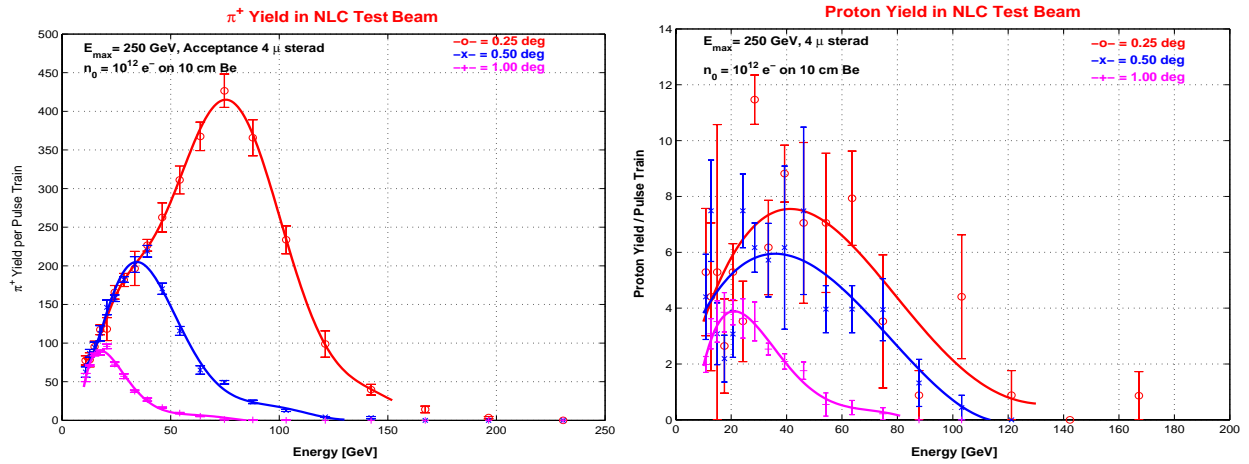 π+ Yield in NLC Test Beam
500
450
400
350
300
250
200
150
100
50
0
π+ Yield per Pulse Train
Emax = 250 GeV, Acceptance 4 μ sterad
n0 = 10^12 e− on 10 cm Be
= 0.25 deg
= 0.50 deg
= 1.00 deg
0 50 100 150 200 250
Energy [GeV]
Proton Yield in NLC Test Beam
14
12
10
8
6
4
2
0
Proton Yield / Pulse Train
Emax = 250 GeV, 4 μ sterad
n0 = 10^12 e− on 10 cm Be
= 0.25 deg
= 0.50 deg
= 1.00 deg
0 20 40 60 80 100 120 140 160 180 200
Energy [GeV]